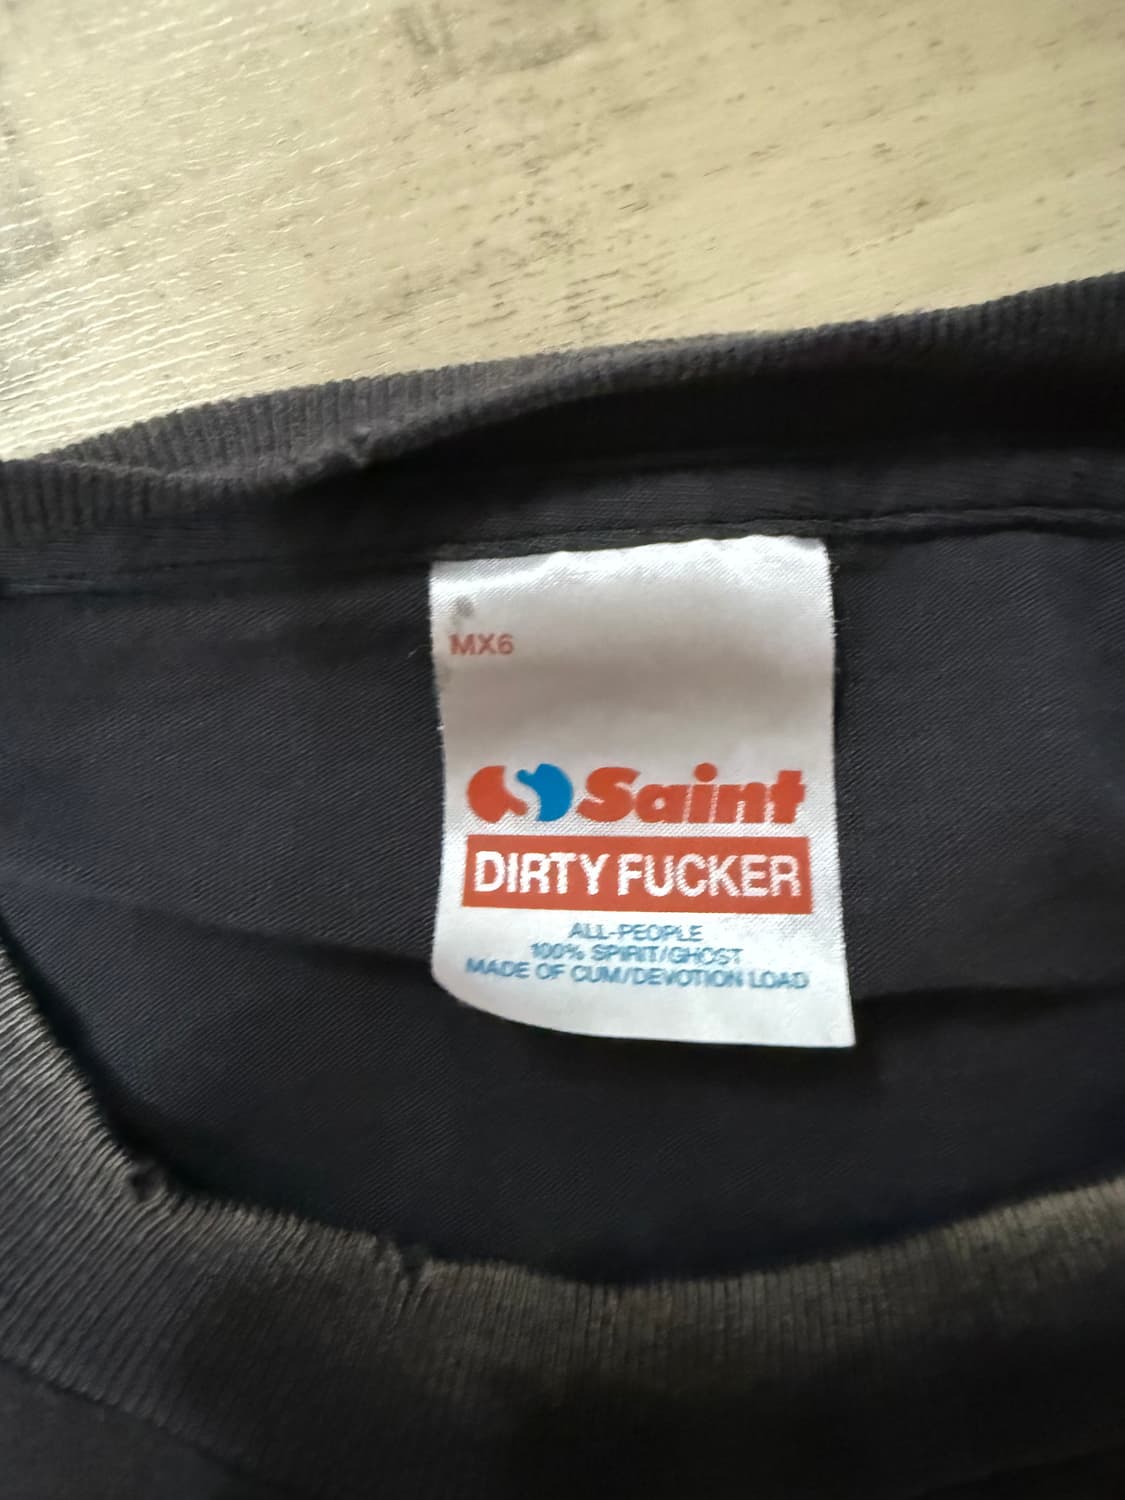 MX6
Saint
DIRTY FUCKER
ALL-PEOPLE
100% SPIRIT/GHOST
MADE OF CUM/DEVOTION LOAD